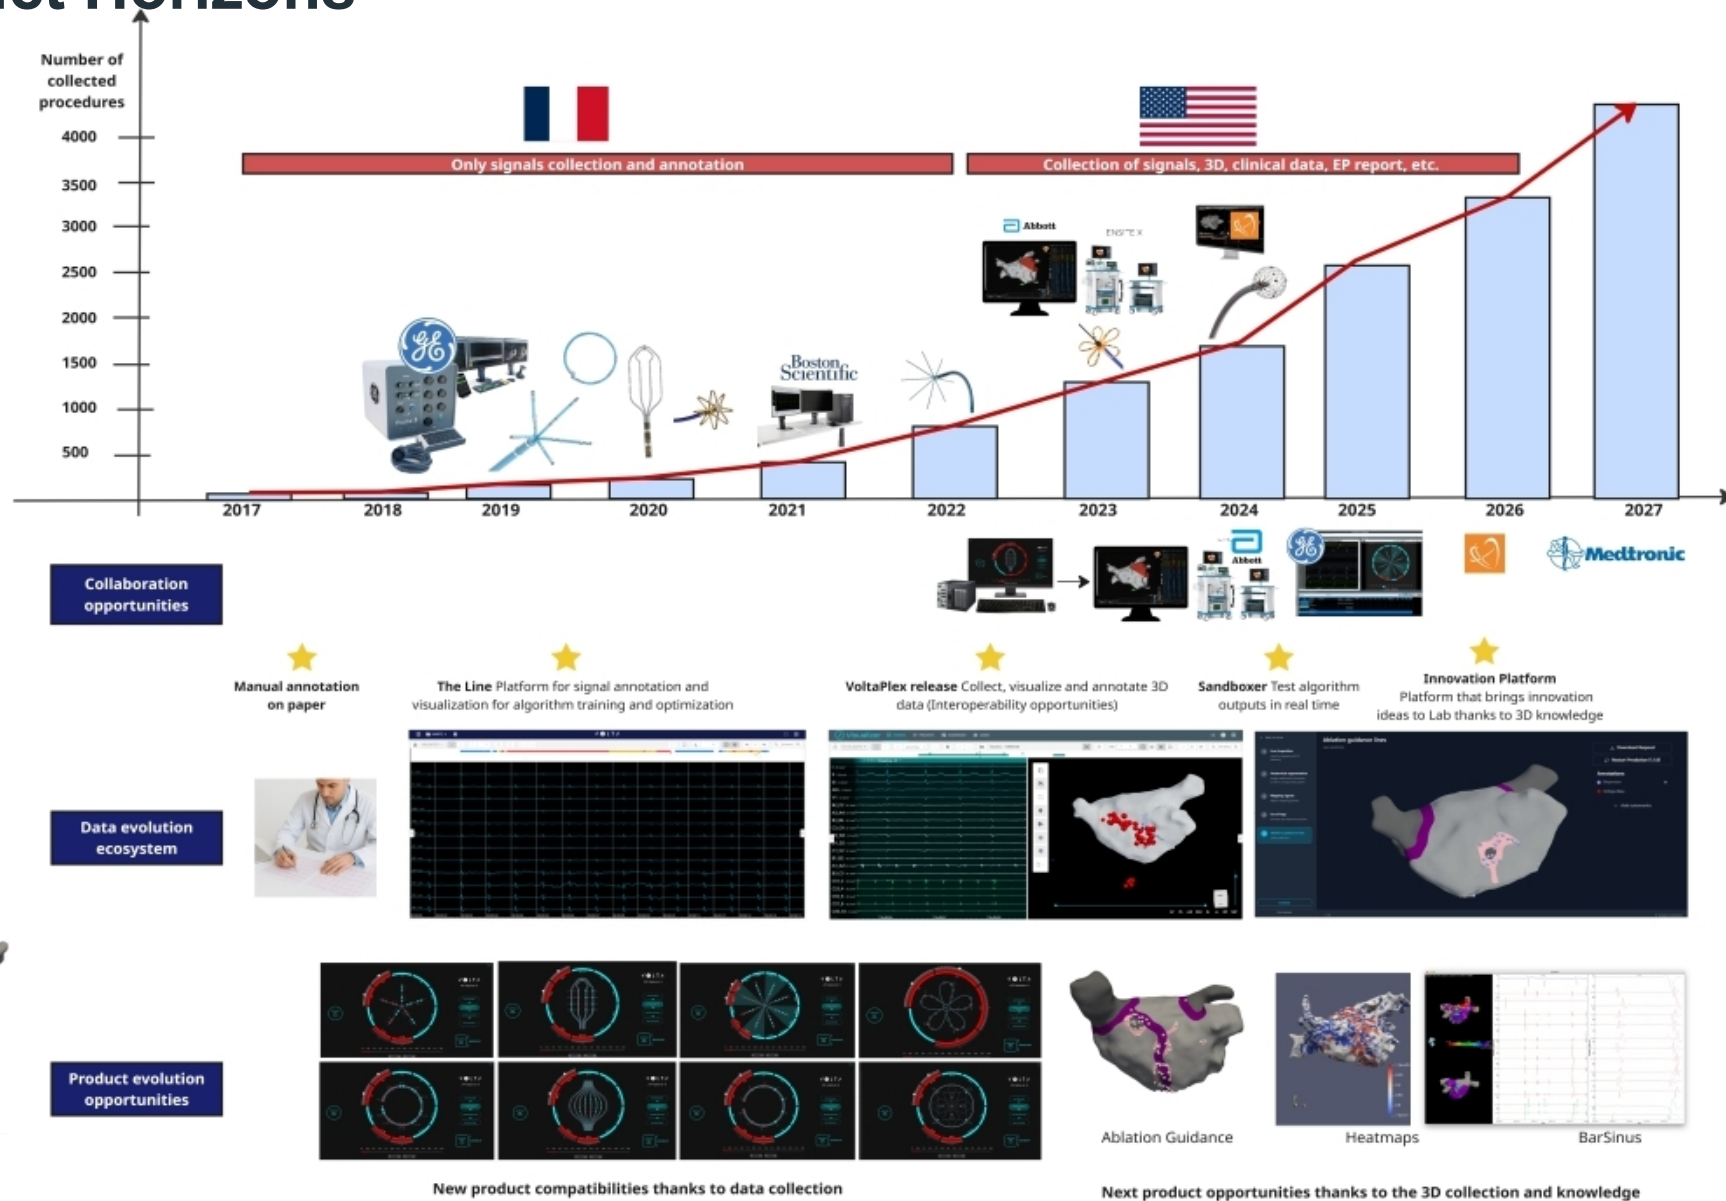 Horizons
Number of
collected
procedures
4000
3500
3000
2500
2000
1500
1000
500
Only signals collection and annotation
Collection of signals, 3D, clinical data, EP report, etc.
Abbott
ENSITE X
Boston
Scientific
2017
2018
2019
2020
2021
2022
2023
2024
2025
2026
2027
Collaboration
opportunities
Abbott
Medtronic
Manual annotation
on paper
The Line Platform for signal annotation and
visualization for algorithm training and optimization
VoltaPlex release Collect, visualize and annotate 3D
data (Interoperability opportunities)
Sandboxer Test algorithm
outputs in real time
Innovation Platform
Platform that brings innovation
ideas to Lab thanks to 3D knowledge
Data evolution
ecosystem
Visualizer
Ablation guidance lines
Product evolution
opportunities
Ablation Guidance
Heatmaps
BarSinus
New product compatibilities thanks to data collection
Next product opportunities thanks to the 3D collection and knowledge